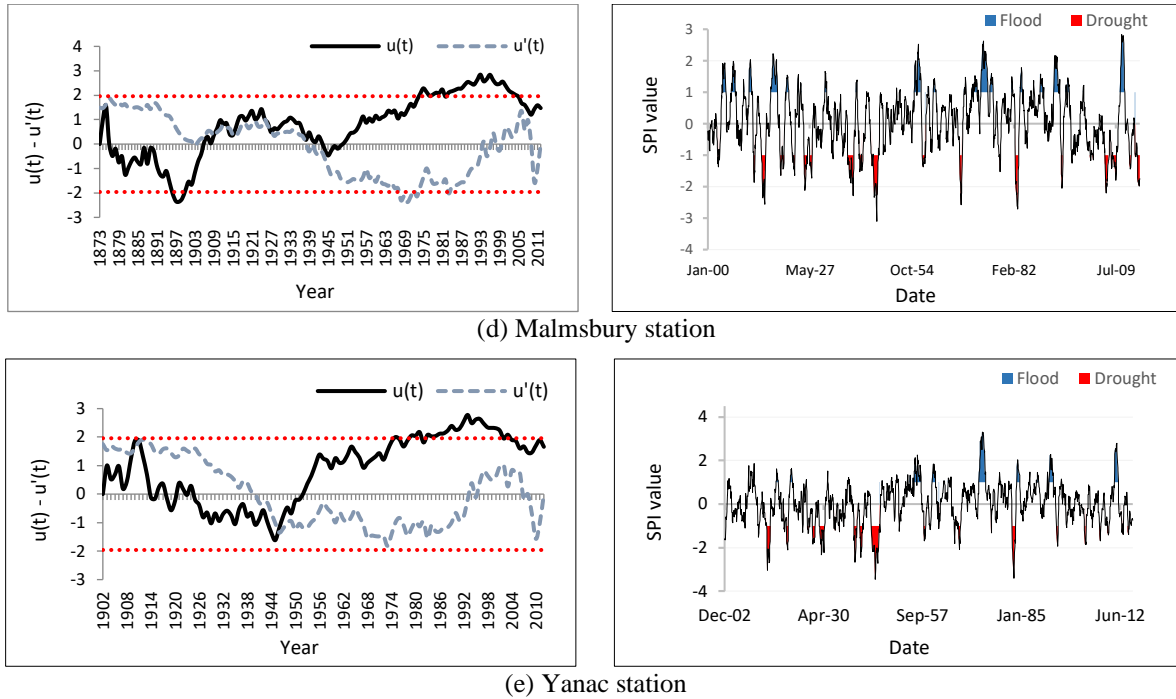 u(t) u'(t)
u(t) - u'(t)
4
3
2
1
0
-1
-2
-3
1873 1879 1885 1891 1897 1903 1909 1915 1921 1927 1933 1939 1945 1951 1957 1963 1969 1975 1981 1987 1993 1999 2005 2011
Year
Flood Drought
SPI value
3
2
1
0
-1
-2
-3
-4
Jan-00 May-27 Oct-54 Feb-82 Jul-09
Date
(d) Malmsbury station
u(t) u'(t)
u(t) - u'(t)
3
2
1
0
-1
-2
-3
1902 1908 1914 1920 1926 1932 1938 1944 1950 1956 1962 1968 1974 1980 1986 1992 1998 2004 2010
Year
Flood Drought
SPI value
4
2
0
-2
-4
Dec-02 Apr-30 Sep-57 Jan-85 Jun-12
Date
(e) Yanac station